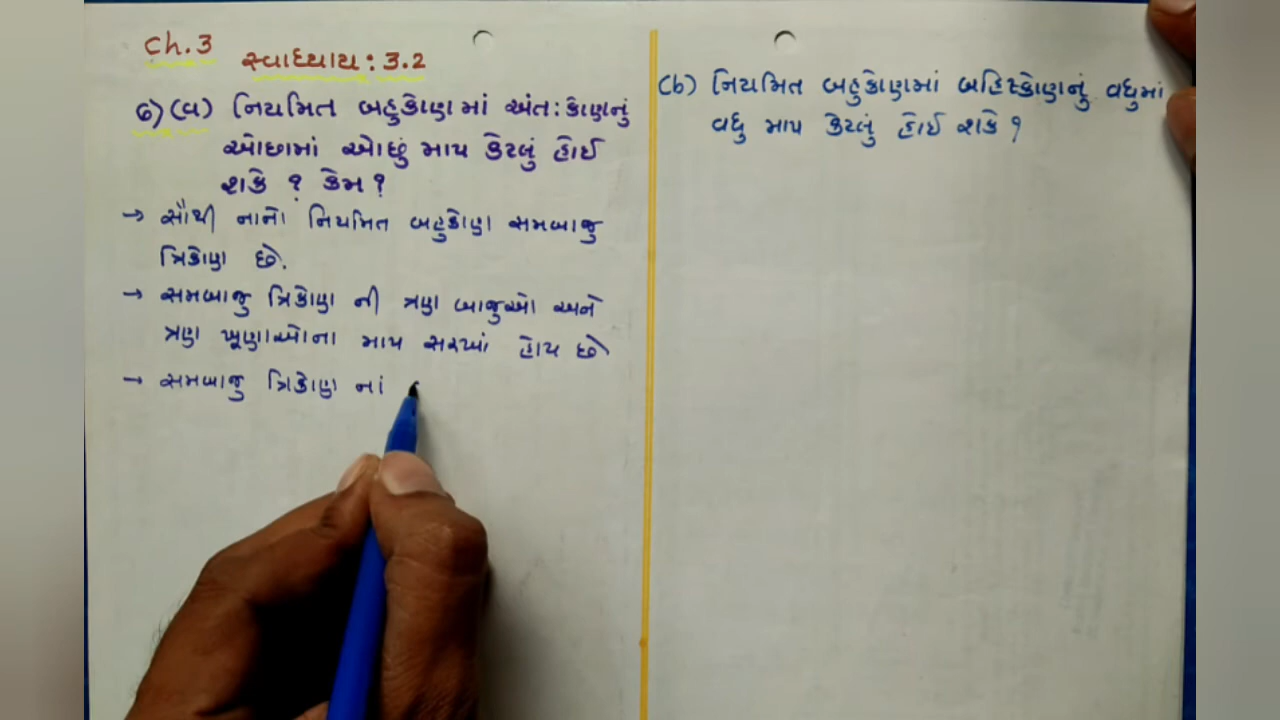 Ch.3
સ્વાધ્યાય: 3.2
૬) (a) નિયમિત બહુકોણમાં અંત:કોણનું
ઓછામાં ઓછું માપ કેટલું હોઈ
શકે ? કેમ ?
→ સૌથી નાનો નિયમિત બહુકોણ સમબાજુ
ત્રિકોણ છે.
→ સમબાજુ ત્રિકોણ ની ત્રણ બાજુઓ અને
ત્રણ ખૂણાઓના માપ સરખાં હોય છે
→ સમબાજુ ત્રિકોણ નાં
(b) નિયમિત બહુકોણમાં બહિષ્કોણનું વધુમાં
વધુ માપ કેટલું હોઈ શકે ?